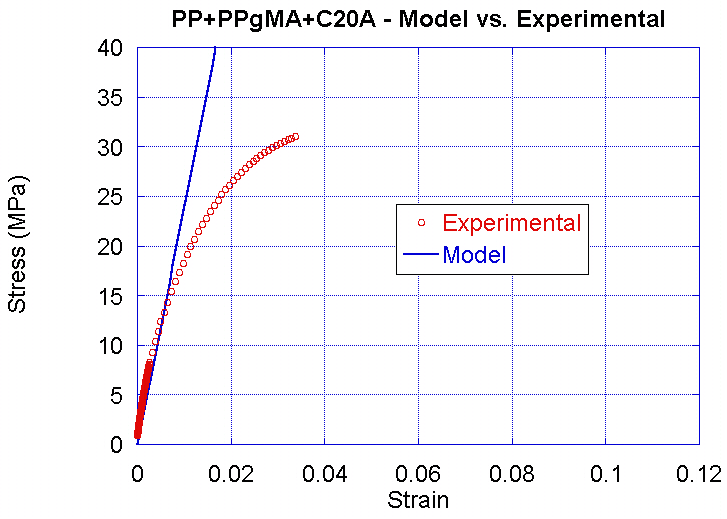 PP+PPgMA+C20A - Model vs. Experimental
40
35
30
25
20
15
10
5
0
Stress (MPa)
Experimental
Model
0 0.02 0.04 0.06 0.08 0.1 0.12
Strain